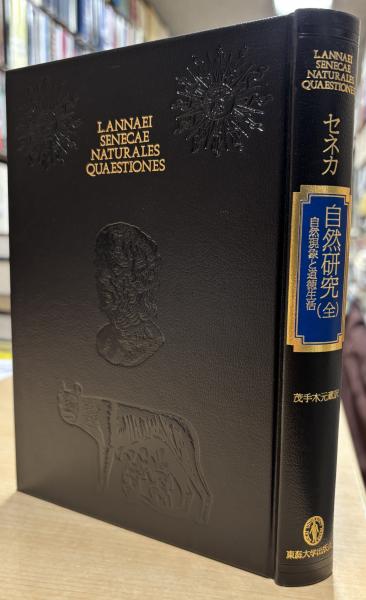 L.ANNAEI
SENECAE
NATURALES
QUAESTIONES
L.ANNAEI
SENECAE
NATURALES
QUAESTIONES
セネカ
自然研究(全)
自然現象と道徳生活
茂手木元蔵訳
東海大学出版会